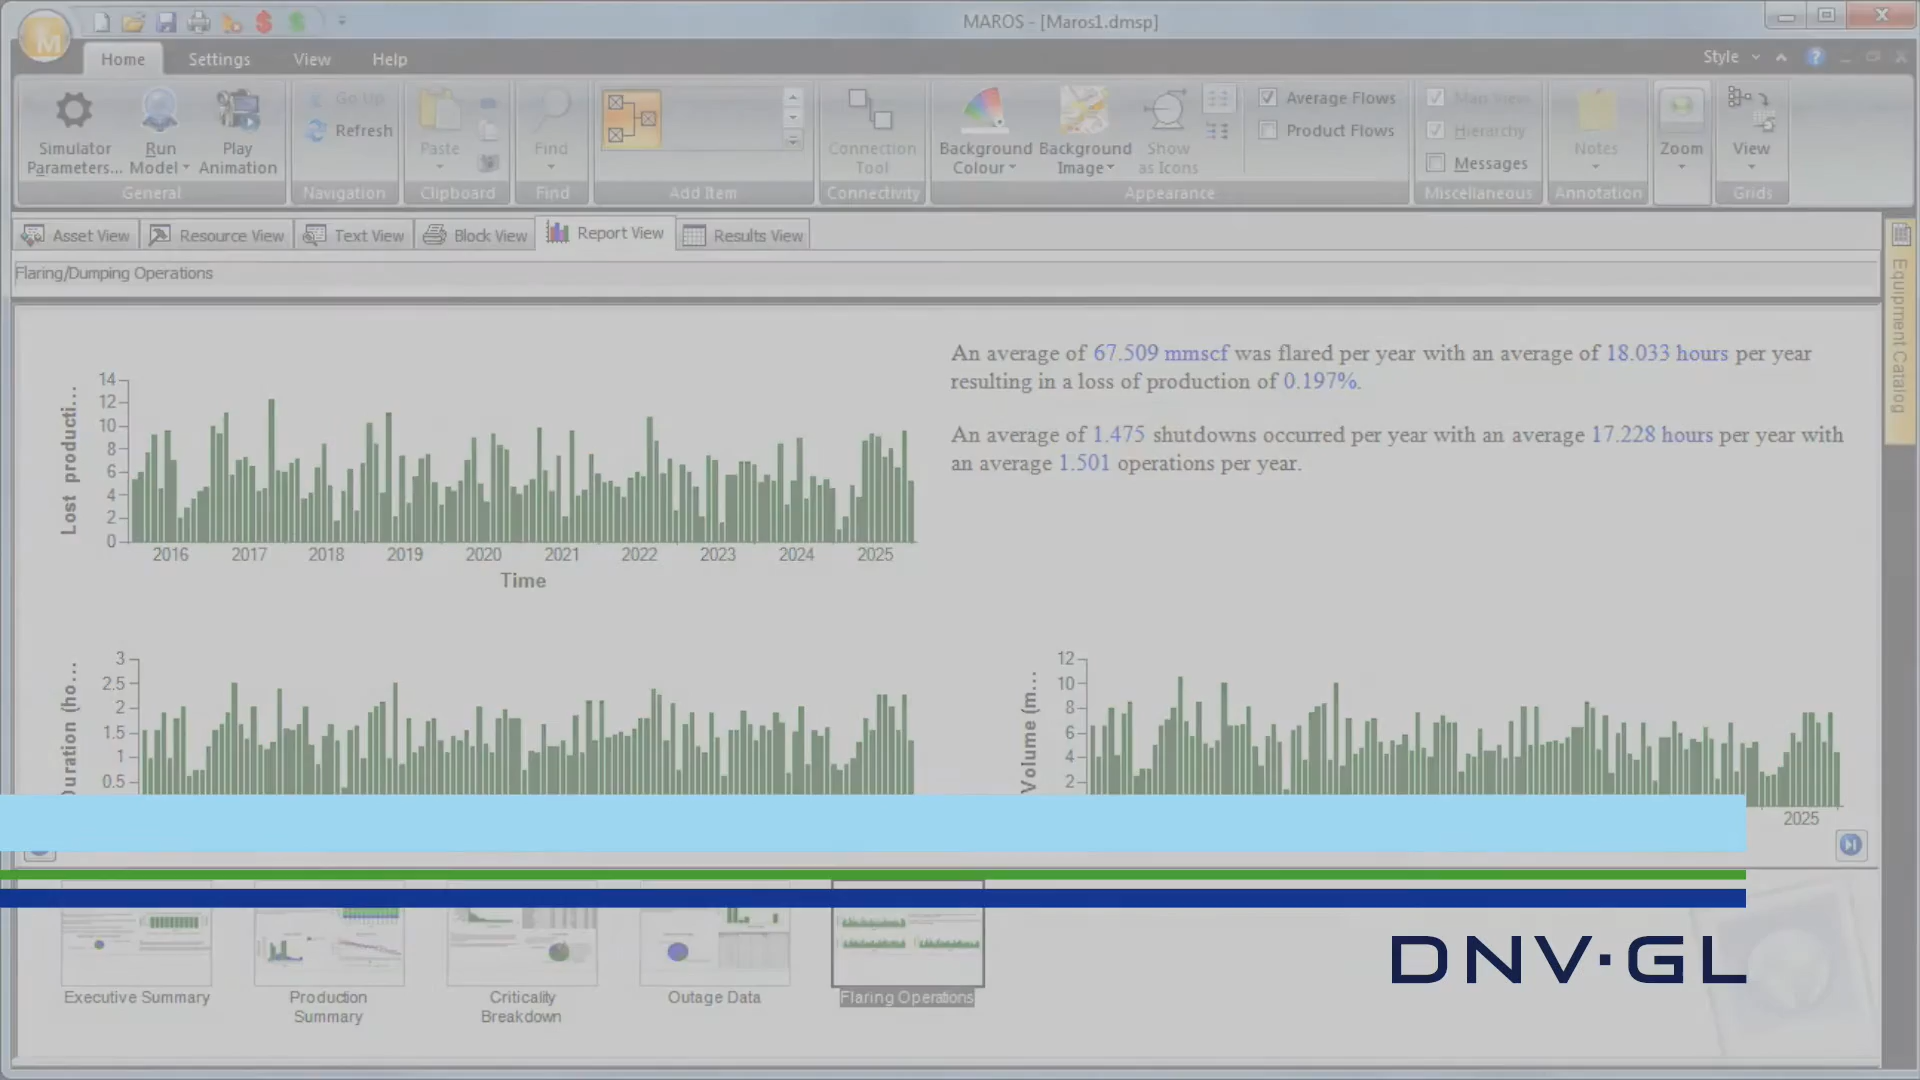 MAROS - [Maros1.dmsp]
Home Settings View Help Style
Simulator Parameters...
Run Model
Play Animation
General
Go Up
Refresh
Navigation
Paste
Clipboard
Find
Find
Add Item
Connection Tool
Connectivity
Background Colour
Background Image
Show as Icons
Average Flows
Product Flows
Appearance
Map View
Hierarchy
Messages
Miscellaneous
Notes
Annotation
Zoom
View
Grids
Asset View Resource View Text View Block View Report View Results View
Equipment Catalog
Flaring/Dumping Operations
An average of 67.509 mmscf was flared per year with an average of 18.033 hours per year
resulting in a loss of production of 0.197%.
An average of 1.475 shutdowns occurred per year with an average 17.228 hours per year with
an average 1.501 operations per year.
Lost producti...
14
12
10
8
6
4
2
0
2016 2017 2018 2019 2020 2021 2022 2023 2024 2025
Time
Duration (ho...
3
2.5
2
1.5
1
0.5
Volume (m...
12
10
8
6
4
2
2025
DNV·GL
Executive Summary
Production
Summary
Criticality
Breakdown
Outage Data
Flaring Operations